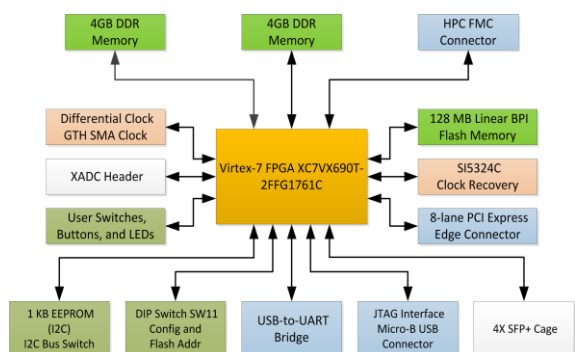 4GB DDR
Memory
4GB DDR
Memory
HPC FMC
Connector
Differential Clock
GTH SMA Clock
128 MB Linear BPI
Flash Memory
Virtex-7 FPGA XC7VX690T-
2FFG1761C
XADC Header
SI5324C
Clock Recovery
User Switches,
Buttons, and LEDs
8-lane PCI Express
Edge Connector
1 KB EEPROM
(I2C)
I2C Bus Switch
DIP Switch SW11
Config and
Flash Addr
USB-to-UART
Bridge
JTAG Interface
Micro-B USB
Connector
4X SFP+ Cage